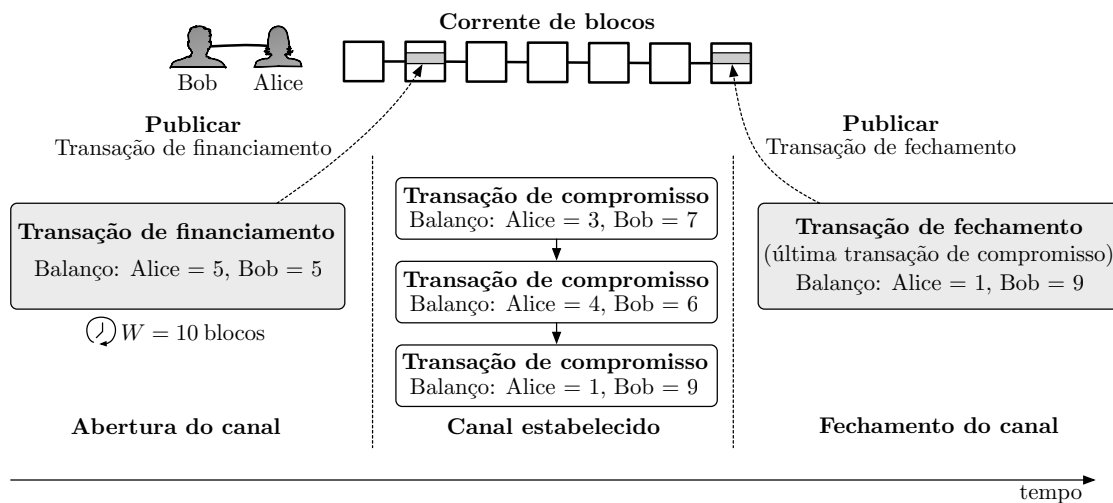 Corrente de blocos
Bob
Alice
Publicar
Transação de financiamento
Publicar
Transação de fechamento
Transação de financiamento
Balanço: Alice = 5, Bob = 5
W = 10 blocos
Transação de compromisso
Balanço: Alice = 3, Bob = 7
Transação de compromisso
Balanço: Alice = 4, Bob = 6
Transação de compromisso
Balanço: Alice = 1, Bob = 9
Transação de fechamento
(última transação de compromisso)
Balanço: Alice = 1, Bob = 9
Abertura do canal
Canal estabelecido
Fechamento do canal
tempo